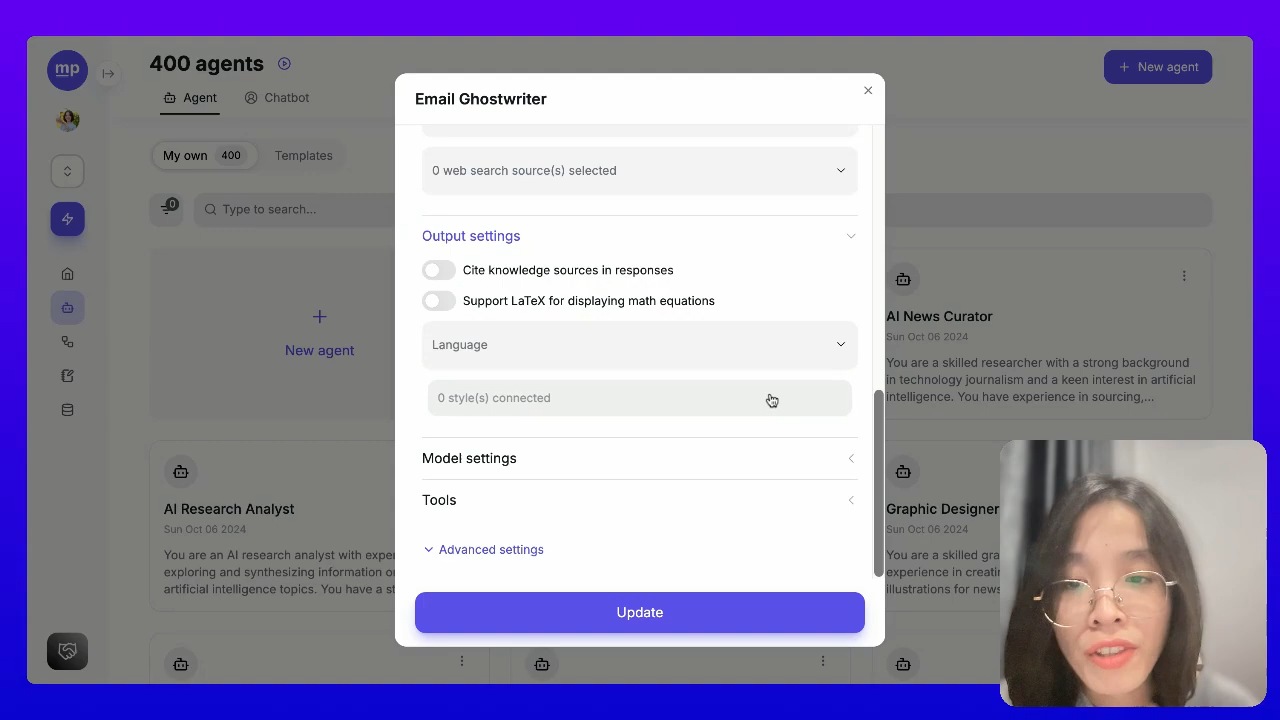 mp
400 agents
Agent
Chatbot
New agent
My own 400
Templates
0
Type to search...
New agent
AI News Curator
Sun Oct 06 2024
You are a skilled researcher with a strong background
in technology journalism and a keen interest in artificial
intelligence. You have experience in sourcing,...
AI Research Analyst
Sun Oct 06 2024
You are an AI research analyst with exper
exploring and synthesizing information o
artificial intelligence topics. You have a st
Graphic Designer
Sun Oct 06 2024
You are a skilled gra
experience in creatin
illustrations for news
Email Ghostwriter
0 web search source(s) selected
Output settings
Cite knowledge sources in responses
Support LaTeX for displaying math equations
Language
0 style(s) connected
Model settings
Tools
Advanced settings
Update